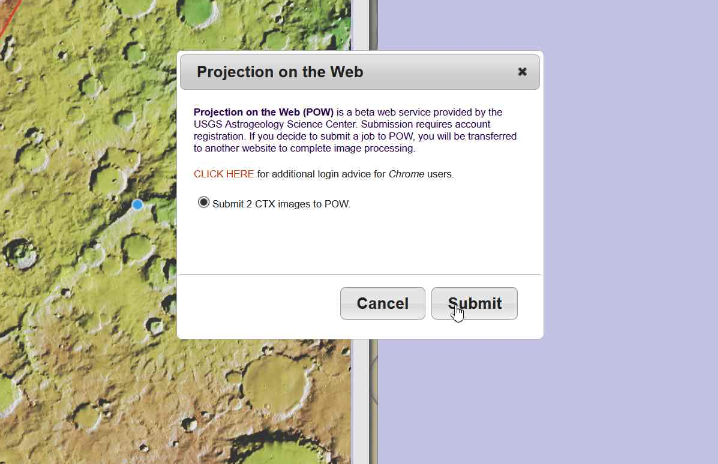 Projection on the Web
Projection on the Web (POW) is a beta web service provided by the
USGS Astrogeology Science Center. Submission requires account
registration. If you decide to submit a job to POW, you will be transferred
to another website to complete image processing.
CLICK HERE for additional login advice for Chrome users.
Submit 2 CTX images to POW.
Cancel Submit